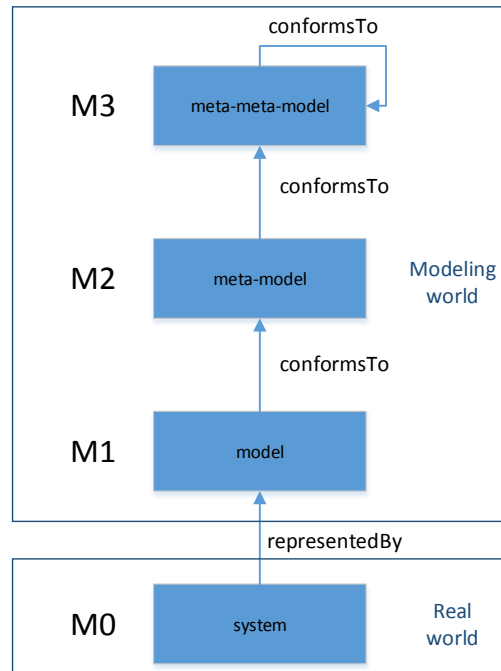 conformsTo
M3
meta-meta-model
conformsTo
M2
meta-model
Modeling
world
conformsTo
M1
model
representedBy
M0
system
Real
world